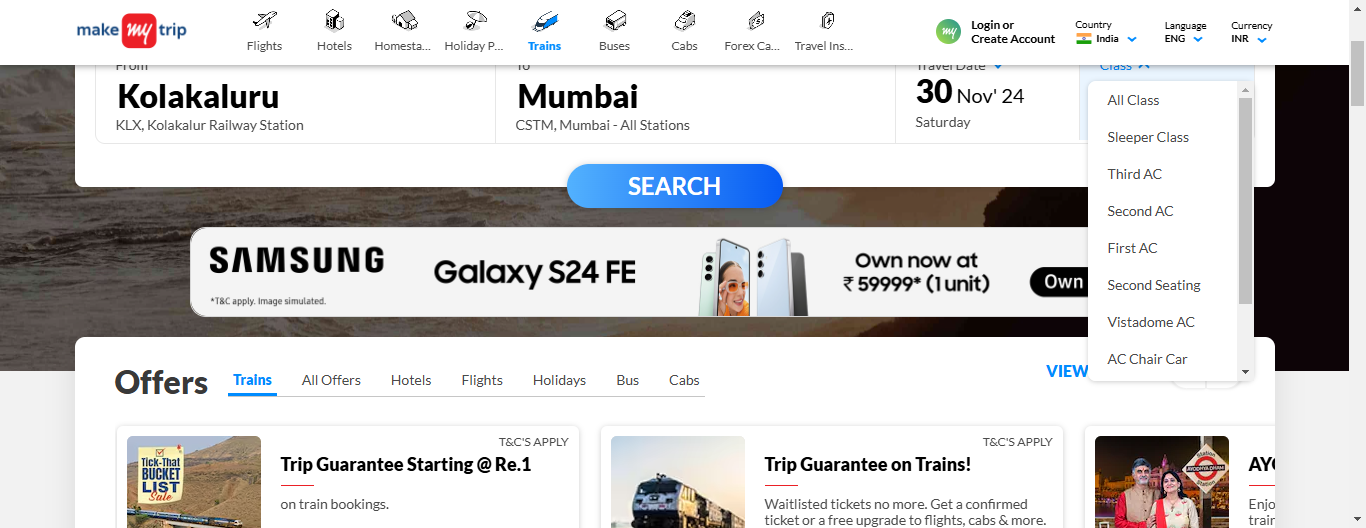 make my trip
Flights
Hotels
Homesta...
Holiday P...
Trains
Buses
Cabs
Forex Ca...
Travel Ins...
my
Login or
Create Account
Country
India
Language
ENG
Currency
INR
From
To
Travel Date
Class
Kolakaluru
KLX, Kolakalur Railway Station
Mumbai
CSTM, Mumbai - All Stations
30 Nov' 24
Saturday
All Class
Sleeper Class
Third AC
Second AC
First AC
Second Seating
Vistadome AC
AC Chair Car
SEARCH
SAMSUNG
*T&C apply. Image simulated.
Galaxy S24 FE
Own now at
₹ 59999* (1 unit)
Own
Offers
Trains
All Offers
Hotels
Flights
Holidays
Bus
Cabs
VIEW
T&C'S APPLY
TICK-THAT
BUCKET
LIST
Sale
Trip Guarantee Starting @ Re.1
on train bookings.
T&C'S APPLY
Trip Guarantee on Trains!
Waitlisted tickets no more. Get a confirmed
ticket or a free upgrade to flights, cabs & more.
Station
AYODHYA DHAM
Station
AYO
Enjo
train